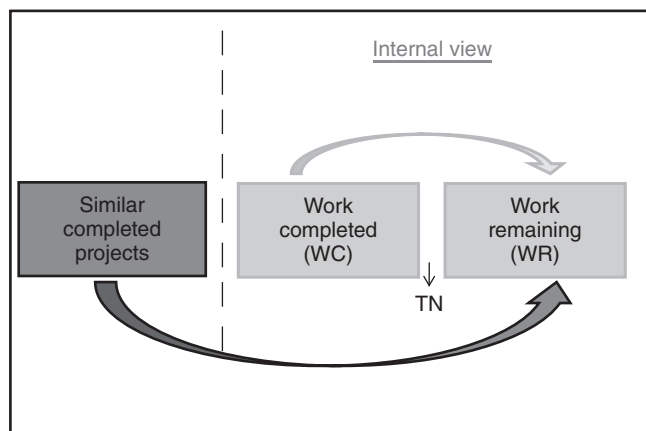 Internal view
Similar
completed
projects
Work
completed
(WC)
Work
remaining
(WR)
TN